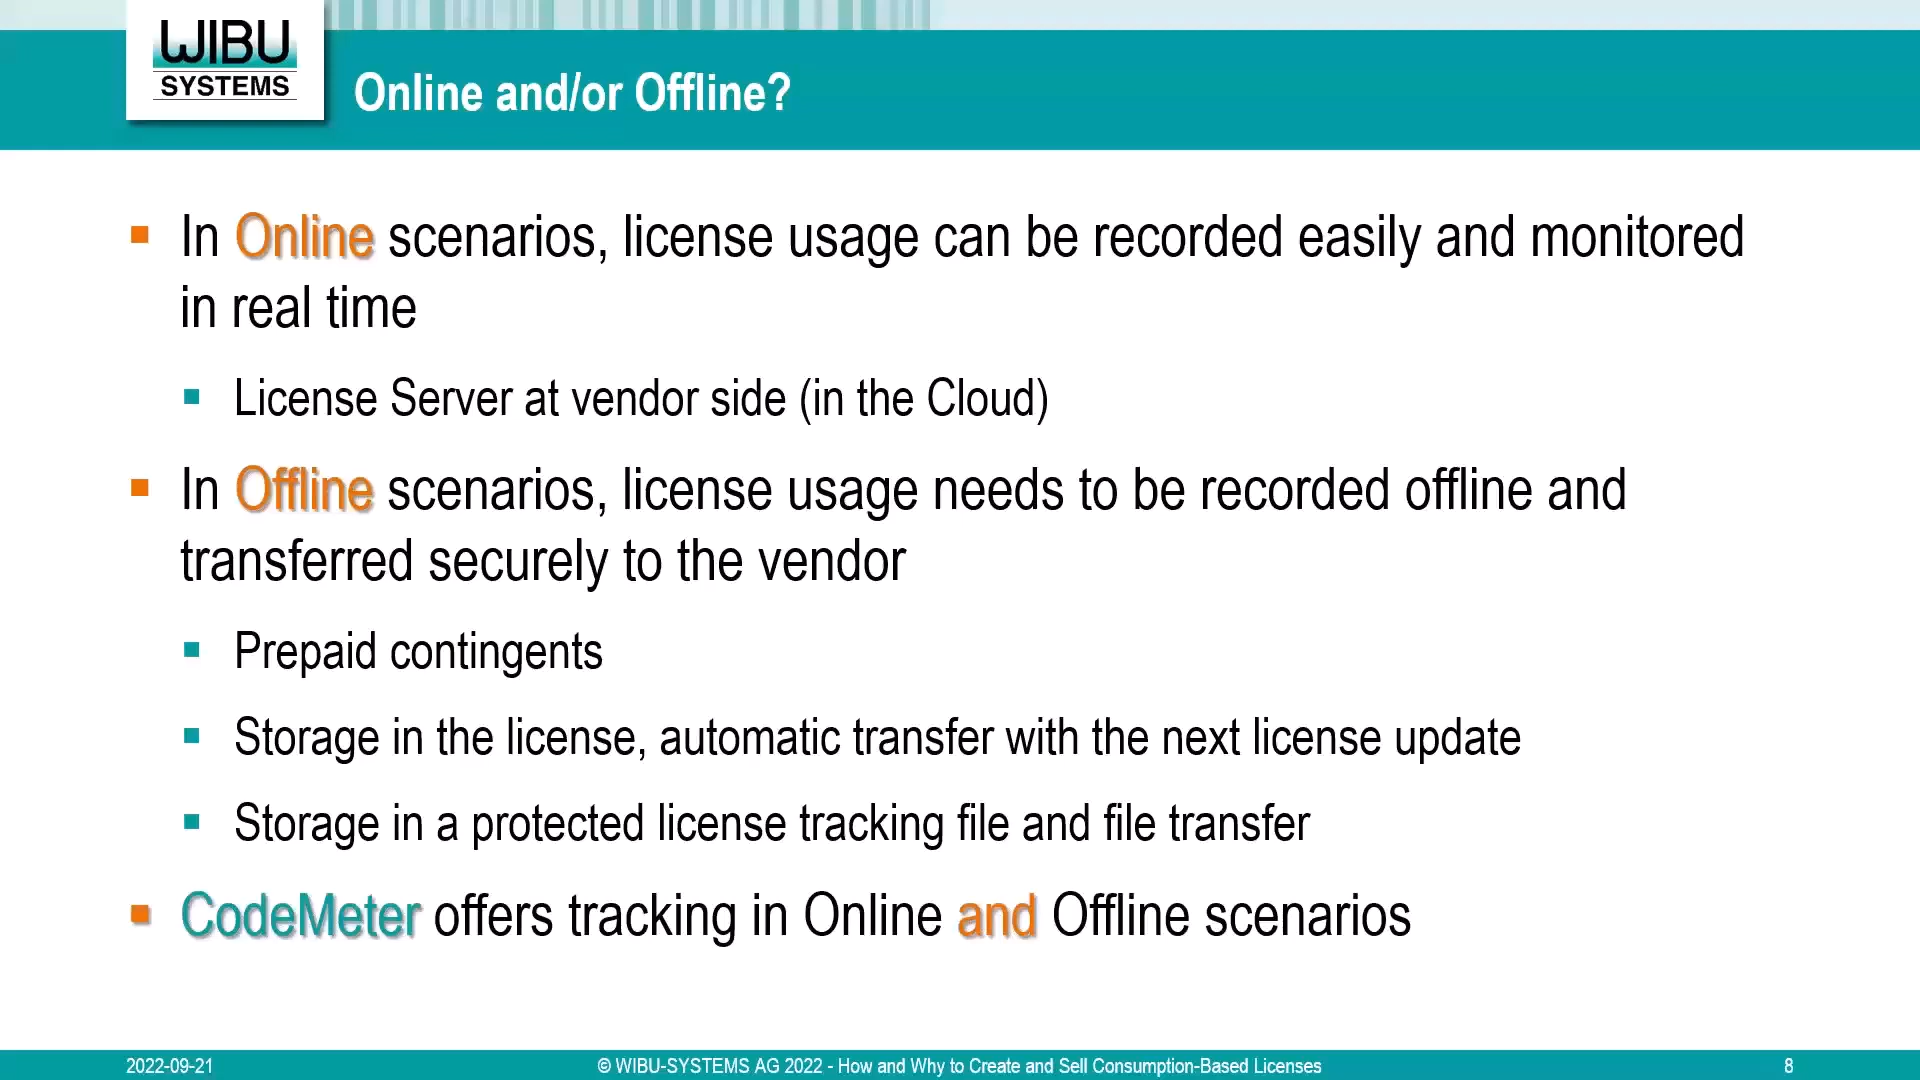 WIBU
SYSTEMS
Online and/or Offline?
▪ In Online scenarios, license usage can be recorded easily and monitored
in real time
▪ License Server at vendor side (in the Cloud)
▪ In Offline scenarios, license usage needs to be recorded offline and
transferred securely to the vendor
▪ Prepaid contingents
▪ Storage in the license, automatic transfer with the next license update
▪ Storage in a protected license tracking file and file transfer
▪ CodeMeter offers tracking in Online and Offline scenarios
2022-09-21
© WIBU-SYSTEMS AG 2022 - How and Why to Create and Sell Consumption-Based Licenses
8